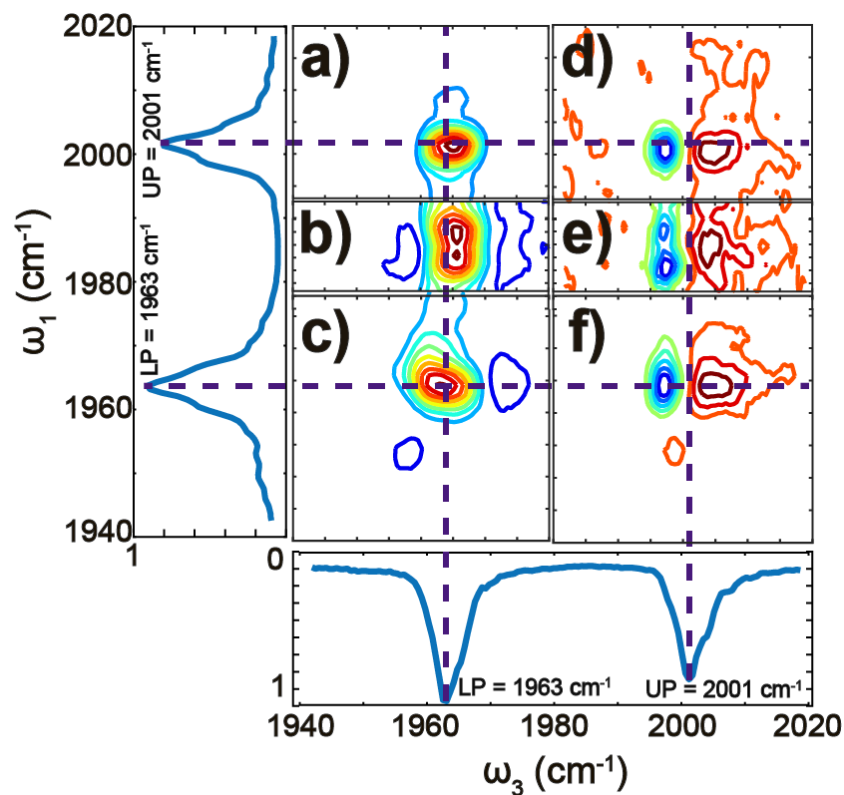 2020
2000
1980
1960
1940
ω₁ (cm⁻¹)
UP = 2001 cm⁻¹
LP = 1963 cm⁻¹
a)
d)
b)
e)
c)
f)
1
0
0
1
LP = 1963 cm⁻¹
UP = 2001 cm⁻¹
1940
1960
1980
2000
2020
ω₃ (cm⁻¹)